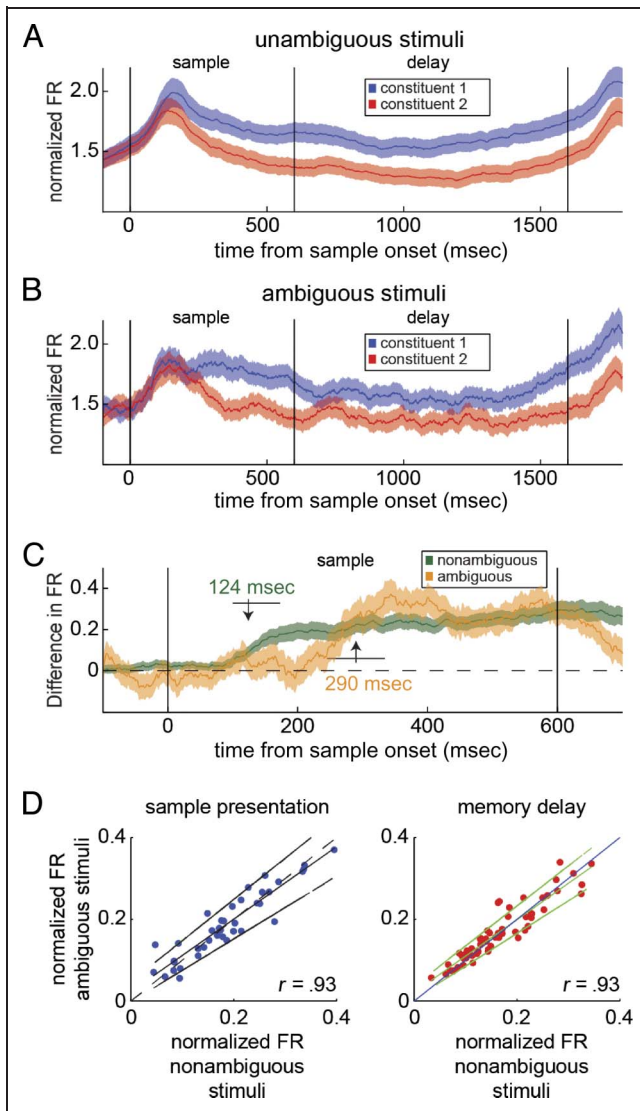 A
unambiguous stimuli
sample
delay
constituent 1
constituent 2
normalized FR
2.0
1.5
0
500
1000
1500
time from sample onset (msec)
B
ambiguous stimuli
sample
delay
constituent 1
constituent 2
normalized FR
2.0
1.5
0
500
1000
1500
time from sample onset (msec)
C
sample
nonambiguous
ambiguous
Difference in FR
0.4
0.2
0
124 msec
290 msec
0
200
400
600
time from sample onset (msec)
D
sample presentation
normalized FR
ambiguous stimuli
0.4
0.2
0
r = .93
0
0.2
0.4
normalized FR
nonambiguous
stimuli
memory delay
0.4
0.2
0
r = .93
0.2
0.4
normalized FR
nonambiguous
stimuli